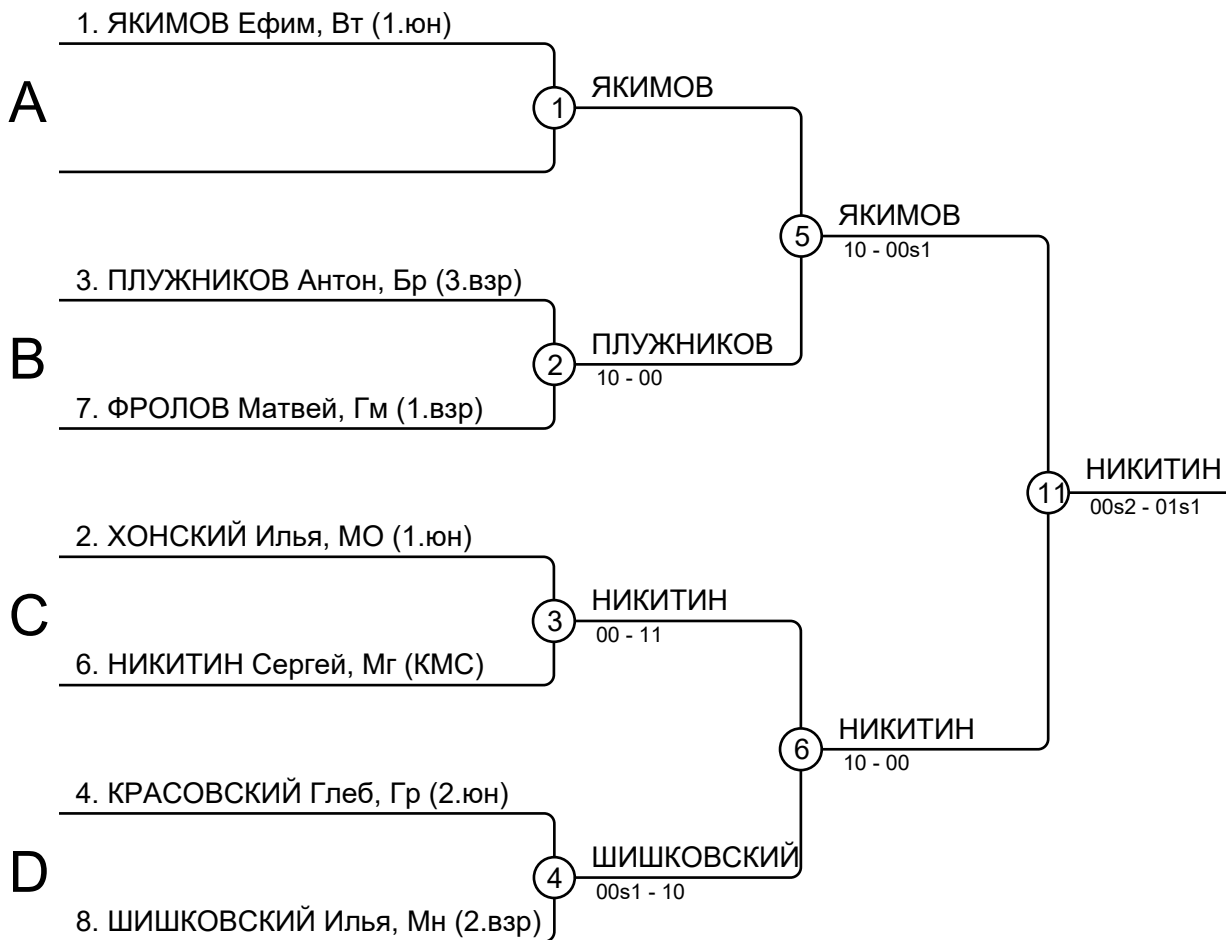 1. ЯКИМОВ Ефим, Вт (1.юн)
A
1
ЯКИМОВ
5
ЯКИМОВ
10 - 00s1
3. ПЛУЖНИКОВ Антон, Бр (3.взр)
B
2
ПЛУЖНИКОВ
10 - 00
7. ФРОЛОВ Матвей, Гм (1.взр)
11
НИКИТИН
00s2 - 01s1
2. ХОНСКИЙ Илья, МО (1.юн)
C
3
НИКИТИН
00 - 11
6. НИКИТИН Сергей, Мг (КМС)
6
НИКИТИН
10 - 00
4. КРАСОВСКИЙ Глеб, Гр (2.юн)
D
4
ШИШКОВСКИЙ
00s1 - 10
8. ШИШКОВСКИЙ Илья, Мн (2.взр)